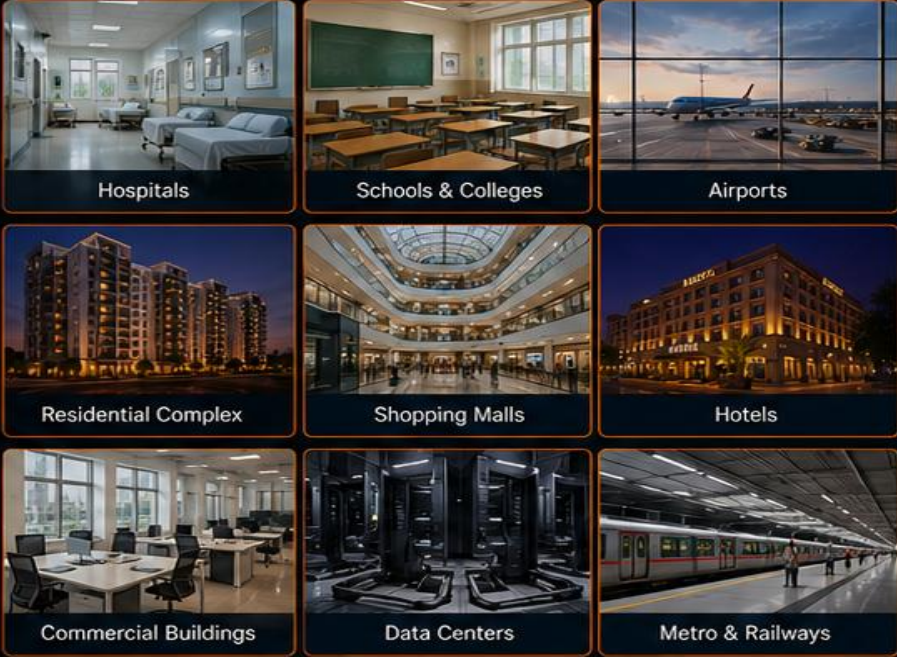 Hospitals
Schools & Colleges
Airports
Residential Complex
Shopping Malls
Hotels
Commercial Buildings
Data Centers
Metro & Railways